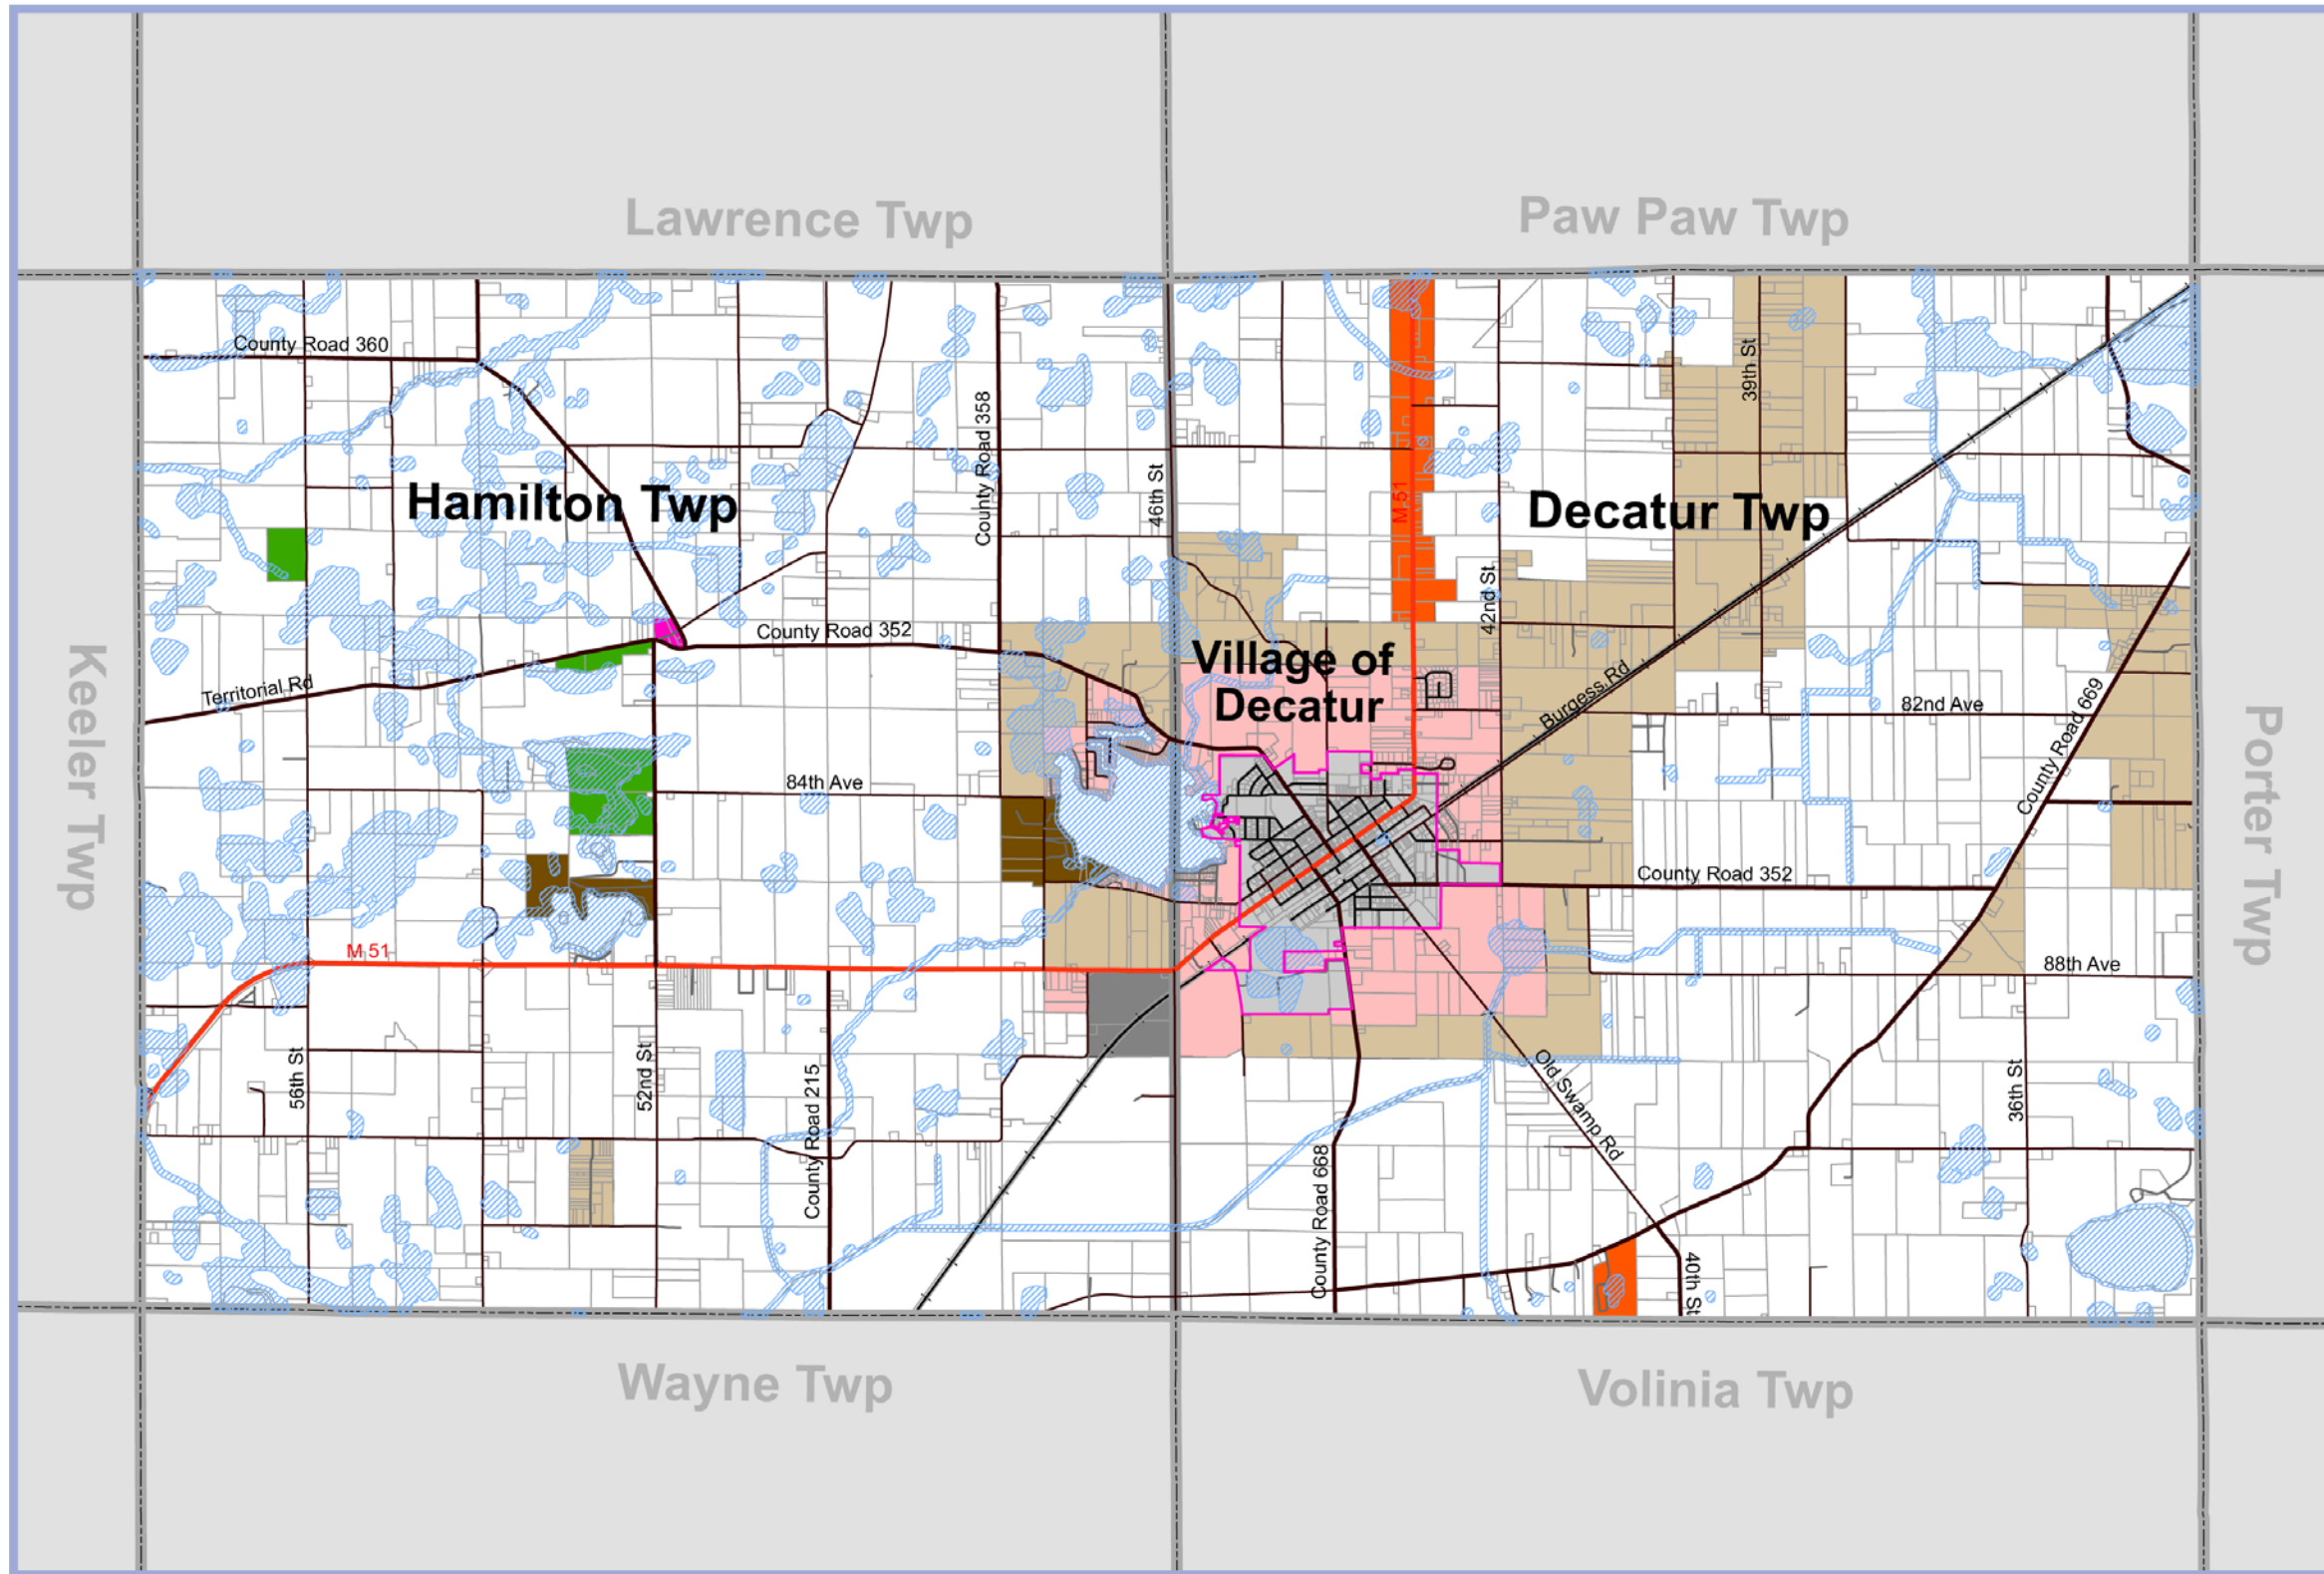 Lawrence Twp
Paw Paw Twp
County Road 360
County Road 358
46th St
M 51
42nd St
39th St
Hamilton Twp
Decatur Twp
County Road 352
Territorial Rd
Village of
Decatur
Burgess Rd
82nd Ave
County Road 669
Keeler Twp
Porter Twp
84th Ave
County Road 352
M 51
88th Ave
56th St
52nd St
County Road 215
Old Swamp Rd
36th St
County Road 668
40th St
Wayne Twp
Volinia Twp